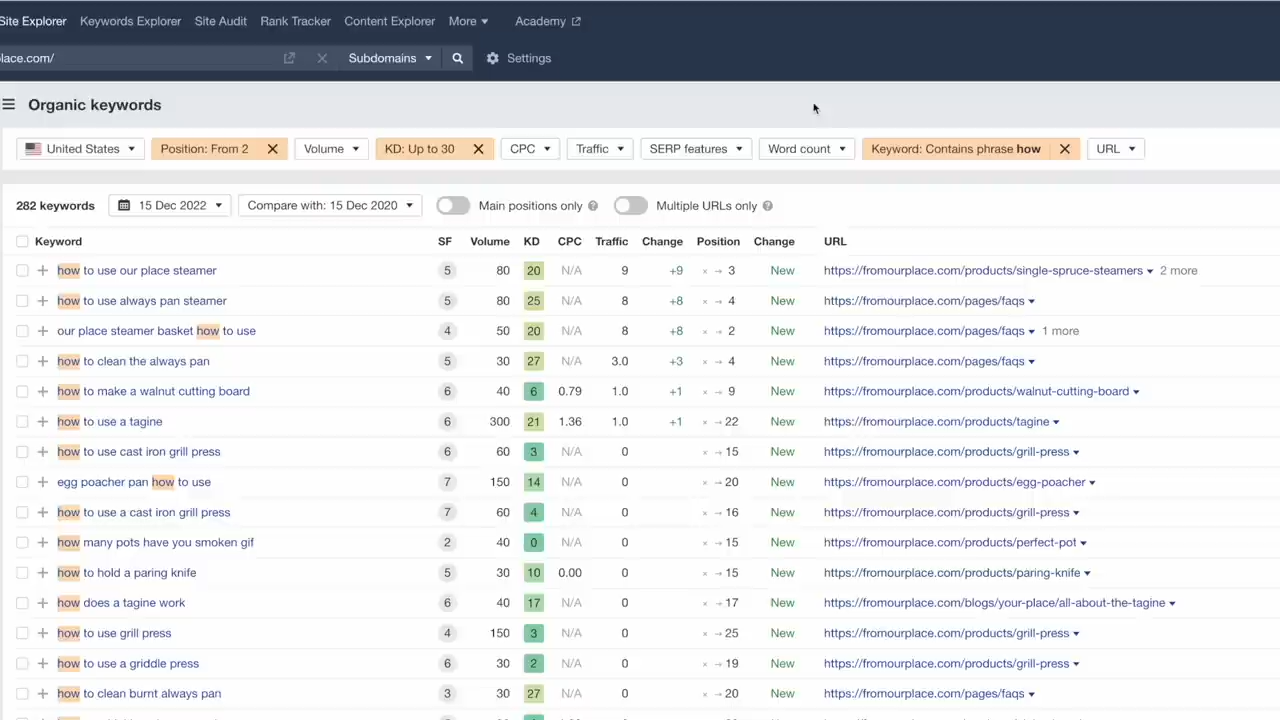 Site Explorer Keywords Explorer Site Audit Rank Tracker Content Explorer More Academy
place.com/ Subdomains Settings
Organic keywords
United States Position: From 2 Volume KD: Up to 30 CPC Traffic SERP features Word count Keyword: Contains phrase how URL
282 keywords 15 Dec 2022 Compare with: 15 Dec 2020 Main positions only ? Multiple URLs only ?
Keyword SF Volume KD CPC Traffic Change Position Change URL
how to use our place steamer 5 80 20 N/A 9 +9 × → 3 New https://fromourplace.com/products/single-spruce-steamers 2 more
how to use always pan steamer 5 80 25 N/A 8 +8 × → 4 New https://fromourplace.com/pages/faqs
our place steamer basket how to use 4 50 20 N/A 8 +8 × → 2 New https://fromourplace.com/pages/faqs 1 more
how to clean the always pan 5 30 27 N/A 3.0 +3 × → 4 New https://fromourplace.com/pages/faqs
how to make a walnut cutting board 6 40 6 0.79 1.0 +1 × → 9 New https://fromourplace.com/products/walnut-cutting-board
how to use a tagine 6 300 21 1.36 1.0 +1 × → 22 New https://fromourplace.com/products/tagine
how to use cast iron grill press 6 60 3 N/A 0 × → 15 New https://fromourplace.com/products/grill-press
egg poacher pan how to use 7 150 14 N/A 0 × → 20 New https://fromourplace.com/products/egg-poacher
how to use a cast iron grill press 7 60 4 N/A 0 × → 16 New https://fromourplace.com/products/grill-press
how many pots have you smoken gif 2 40 0 N/A 0 × → 15 New https://fromourplace.com/products/perfect-pot
how to hold a paring knife 5 30 10 0.00 0 × → 15 New https://fromourplace.com/products/paring-knife
how does a tagine work 6 40 17 N/A 0 × → 17 New https://fromourplace.com/blogs/your-place/all-about-the-tagine
how to use grill press 4 150 3 N/A 0 × → 25 New https://fromourplace.com/products/grill-press
how to use a griddle press 6 30 2 N/A 0 × → 19 New https://fromourplace.com/products/grill-press
how to clean burnt always pan 3 30 27 N/A 0 × → 20 New https://fromourplace.com/pages/faqs